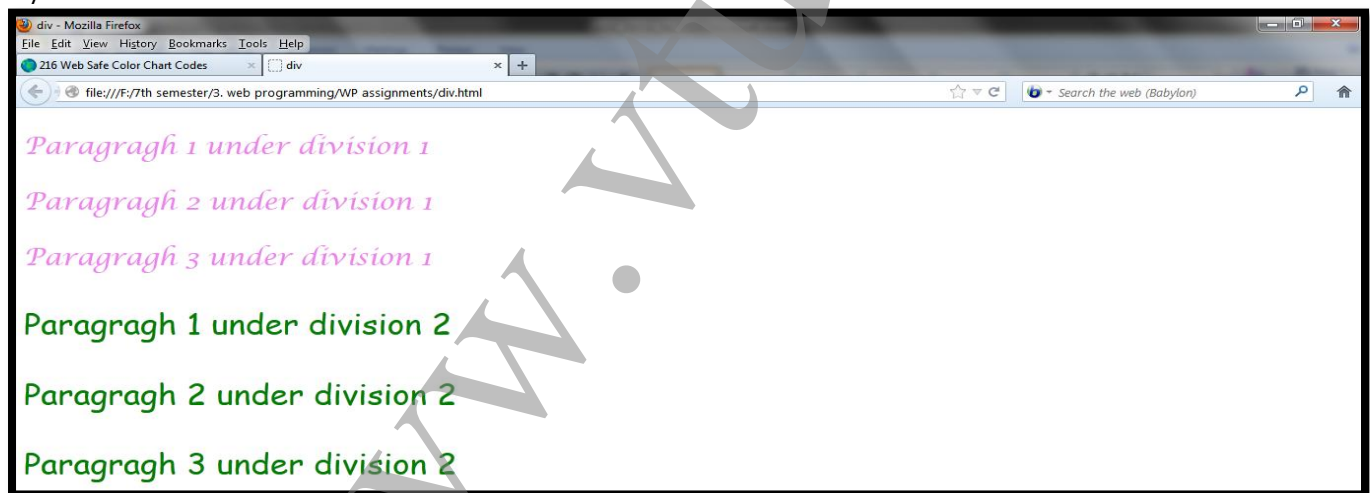 div - Mozilla Firefox
File Edit View History Bookmarks Tools Help
216 Web Safe Color Chart Codes × div × +
file:///F:/7th semester/3. web programming/WP assignments/div.html Search the web (Babylon)
Paragragh 1 under division 1
Paragragh 2 under division 1
Paragragh 3 under division 1
Paragragh 1 under division 2
Paragragh 2 under division 2
Paragragh 3 under division 2
w.vtu